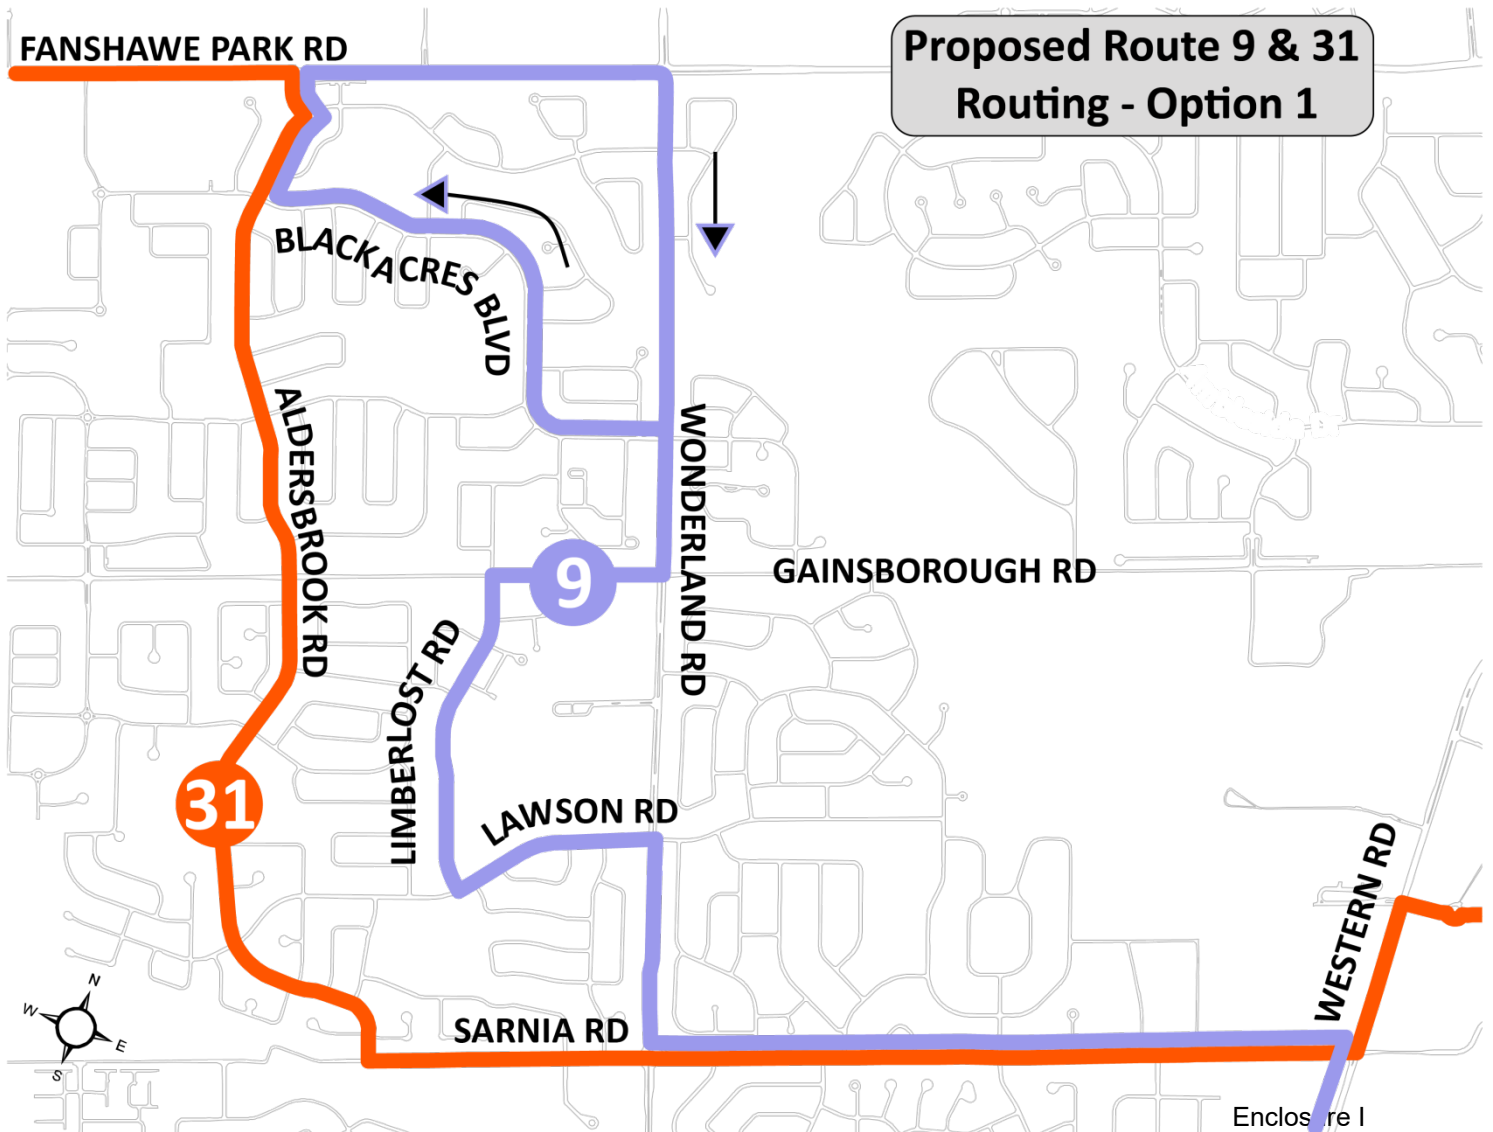 FANSHAWE PARK RD
Proposed Route 9 & 31
Routing - Option 1
BLACKACRES BLVD
ALDERSBROOK RD
WONDERLAND RD
GAINSBOROUGH RD
9
LIMBERLOST RD
31
LAWSON RD
WESTERN RD
SARNIA RD
N
W
E
S
Enclosure I